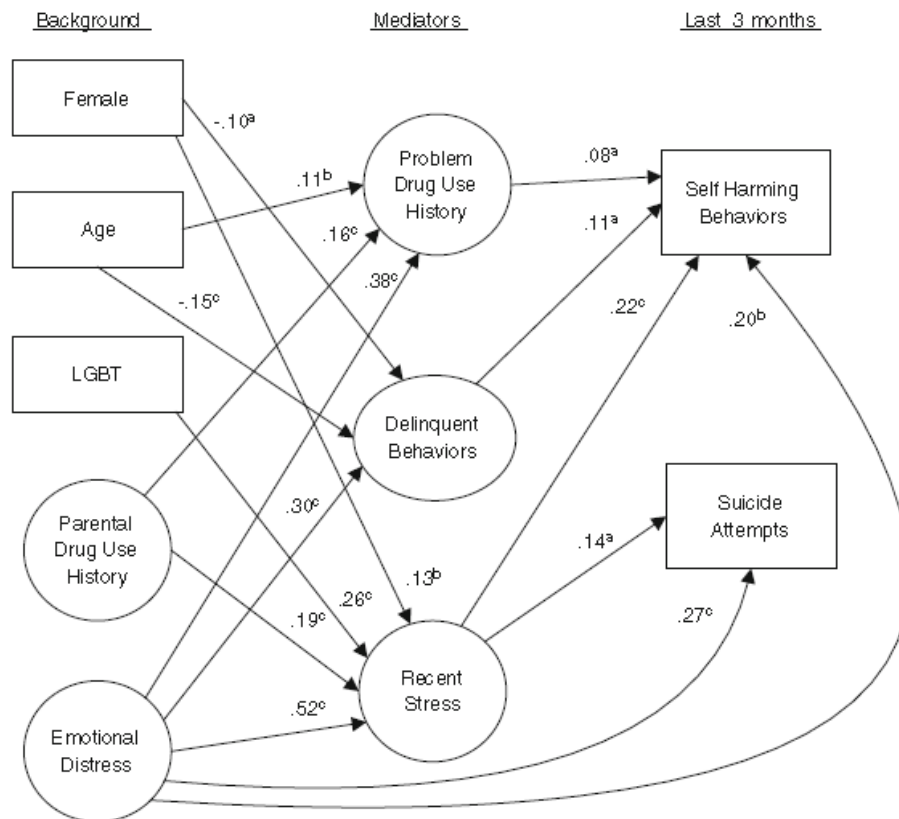 Background
Mediators
Last 3 months
Female
-.10ᵃ
Problem
Drug Use
History
.08ᵃ
Self Harming
Behaviors
Age
.11ᵇ
.16ᶜ
.11ᵃ
-.15ᶜ
.38ᶜ
.22ᶜ
.20ᵇ
LGBT
Delinquent
Behaviors
Parental
Drug Use
History
.30ᶜ
Suicide
Attempts
.14ᵃ
.13ᵇ
.26ᶜ
.19ᶜ
.27ᶜ
Recent
Stress
.52ᶜ
Emotional
Distress